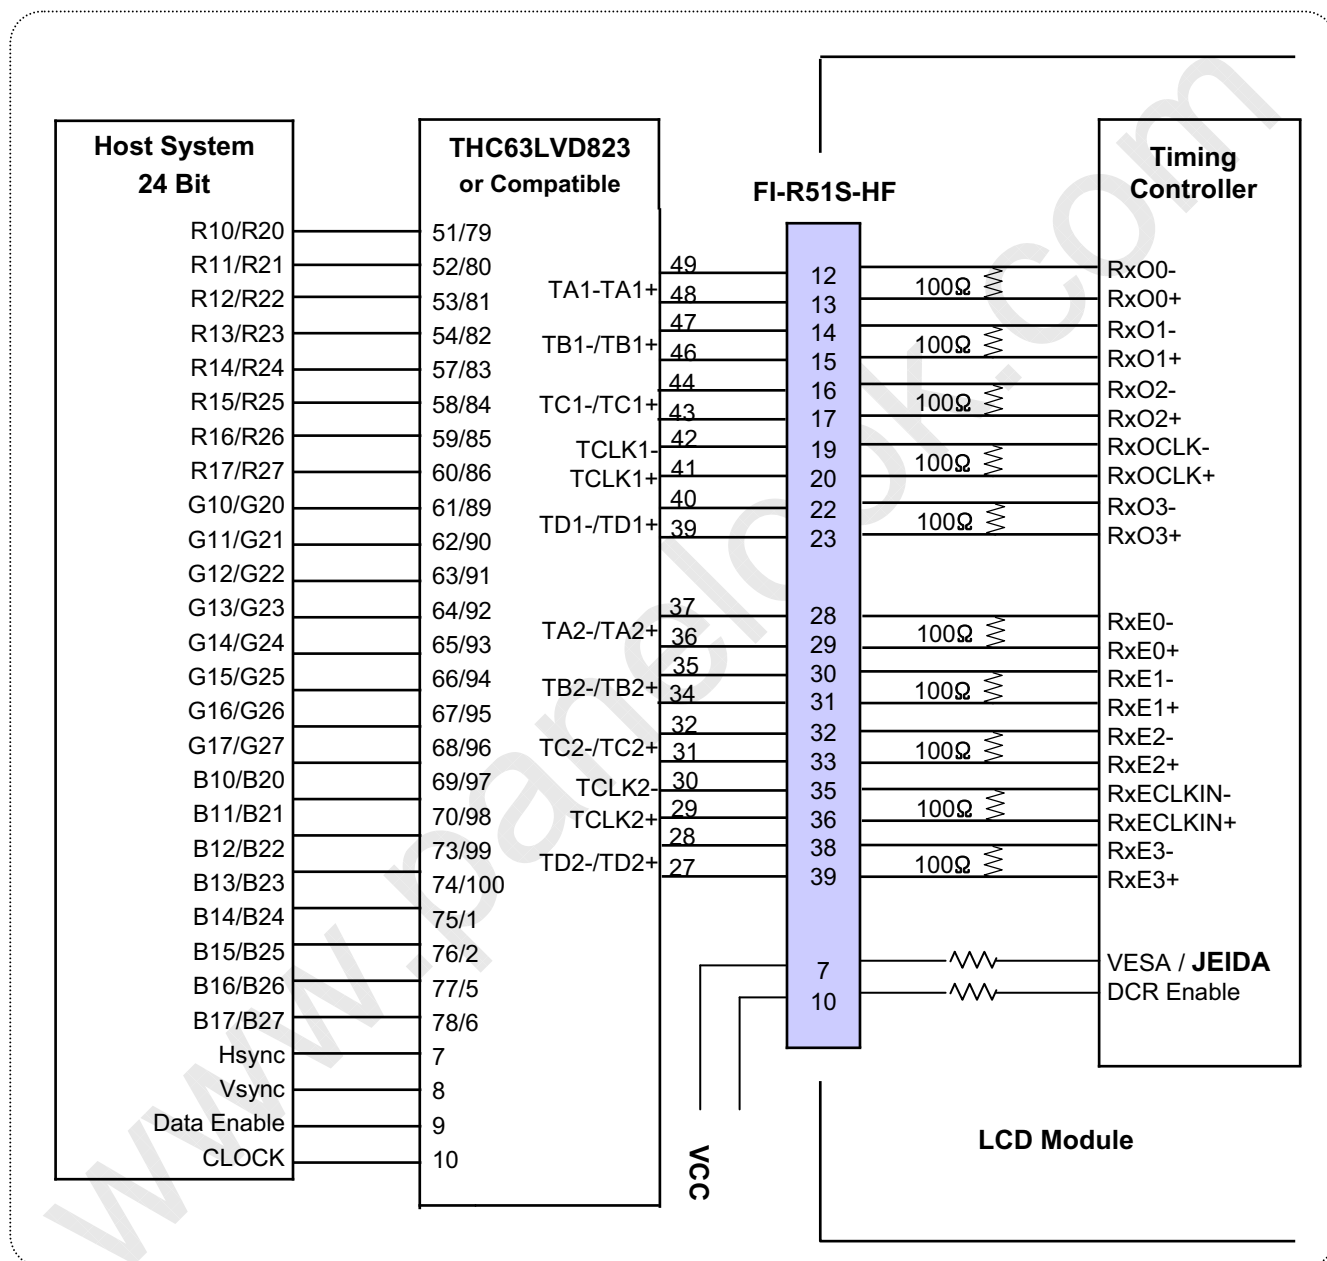 Host System
24 Bit
R10/R20
R11/R21
R12/R22
R13/R23
R14/R24
R15/R25
R16/R26
R17/R27
G10/G20
G11/G21
G12/G22
G13/G23
G14/G24
G15/G25
G16/G26
G17/G27
B10/B20
B11/B21
B12/B22
B13/B23
B14/B24
B15/B25
B16/B26
B17/B27
Hsync
Vsync
Data Enable
CLOCK
THC63LVD823
or Compatible
51/79
52/80
53/81
54/82
57/83
58/84
59/85
60/86
61/89
62/90
63/91
64/92
65/93
66/94
67/95
68/96
69/97
70/98
73/99
74/100
75/1
76/2
77/5
78/6
7
8
9
10
TA1-TA1+
TB1-/TB1+
TC1-/TC1+
TCLK1-
TCLK1+
TD1-/TD1+
TA2-/TA2+
TB2-/TB2+
TC2-/TC2+
TCLK2-
TCLK2+
TD2-/TD2+
49
48
47
46
44
43
42
41
40
39
37
36
35
34
32
31
30
29
28
27
FI-R51S-HF
12
13
14
15
16
17
19
20
22
23
28
29
30
31
32
33
35
36
38
39
7
10
VCC
100Ω
100Ω
100Ω
100Ω
100Ω
100Ω
100Ω
100Ω
100Ω
100Ω
Timing
Controller
RxO0-
RxO0+
RxO1-
RxO1+
RxO2-
RxO2+
RxOCLK-
RxOCLK+
RxO3-
RxO3+
RxE0-
RxE0+
RxE1-
RxE1+
RxE2-
RxE2+
RxECLKIN-
RxECLKIN+
RxE3-
RxE3+
VESA / JEIDA
DCR Enable
LCD Module
www.panelook.com